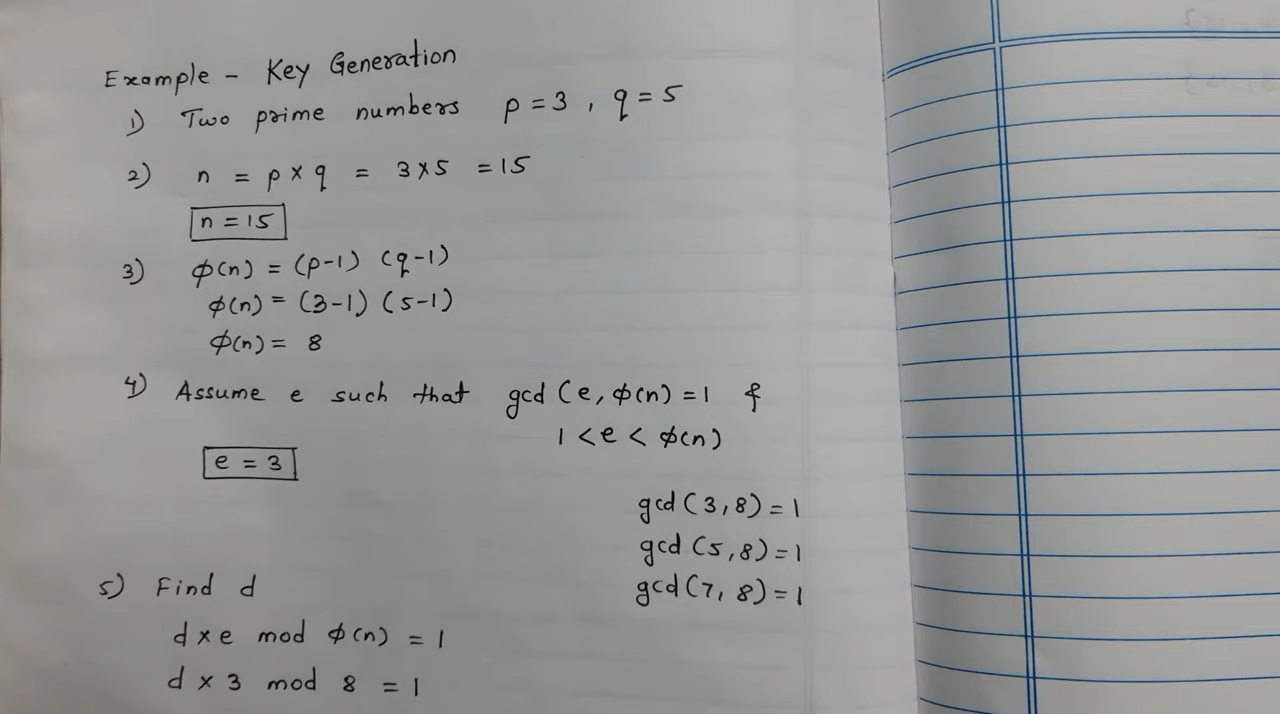 Example - Key Generation
1) Two prime numbers p = 3 , q = 5
2) n = p x q = 3 x 5 = 15
n = 15
3) ϕ(n) = (p-1) (q-1)
ϕ(n) = (3-1) (5-1)
ϕ(n) = 8
4) Assume e such that gcd (e, ϕ(n) = 1 &
1 < e < ϕ(n)
e = 3
gcd (3,8) = 1
gcd (5,8) = 1
gcd (7, 8) = 1
5) Find d
d x e mod ϕ(n) = 1
d x 3 mod 8 = 1